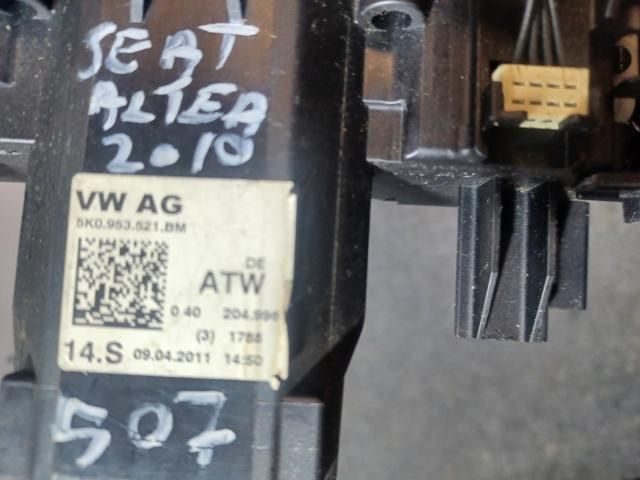 SEAT
ALTEA
2010
VW AG
5K0.953.521.BM
DE
ATW
0 40 204.996
(3) 1788
14.S 09.04.2011 14:50
507